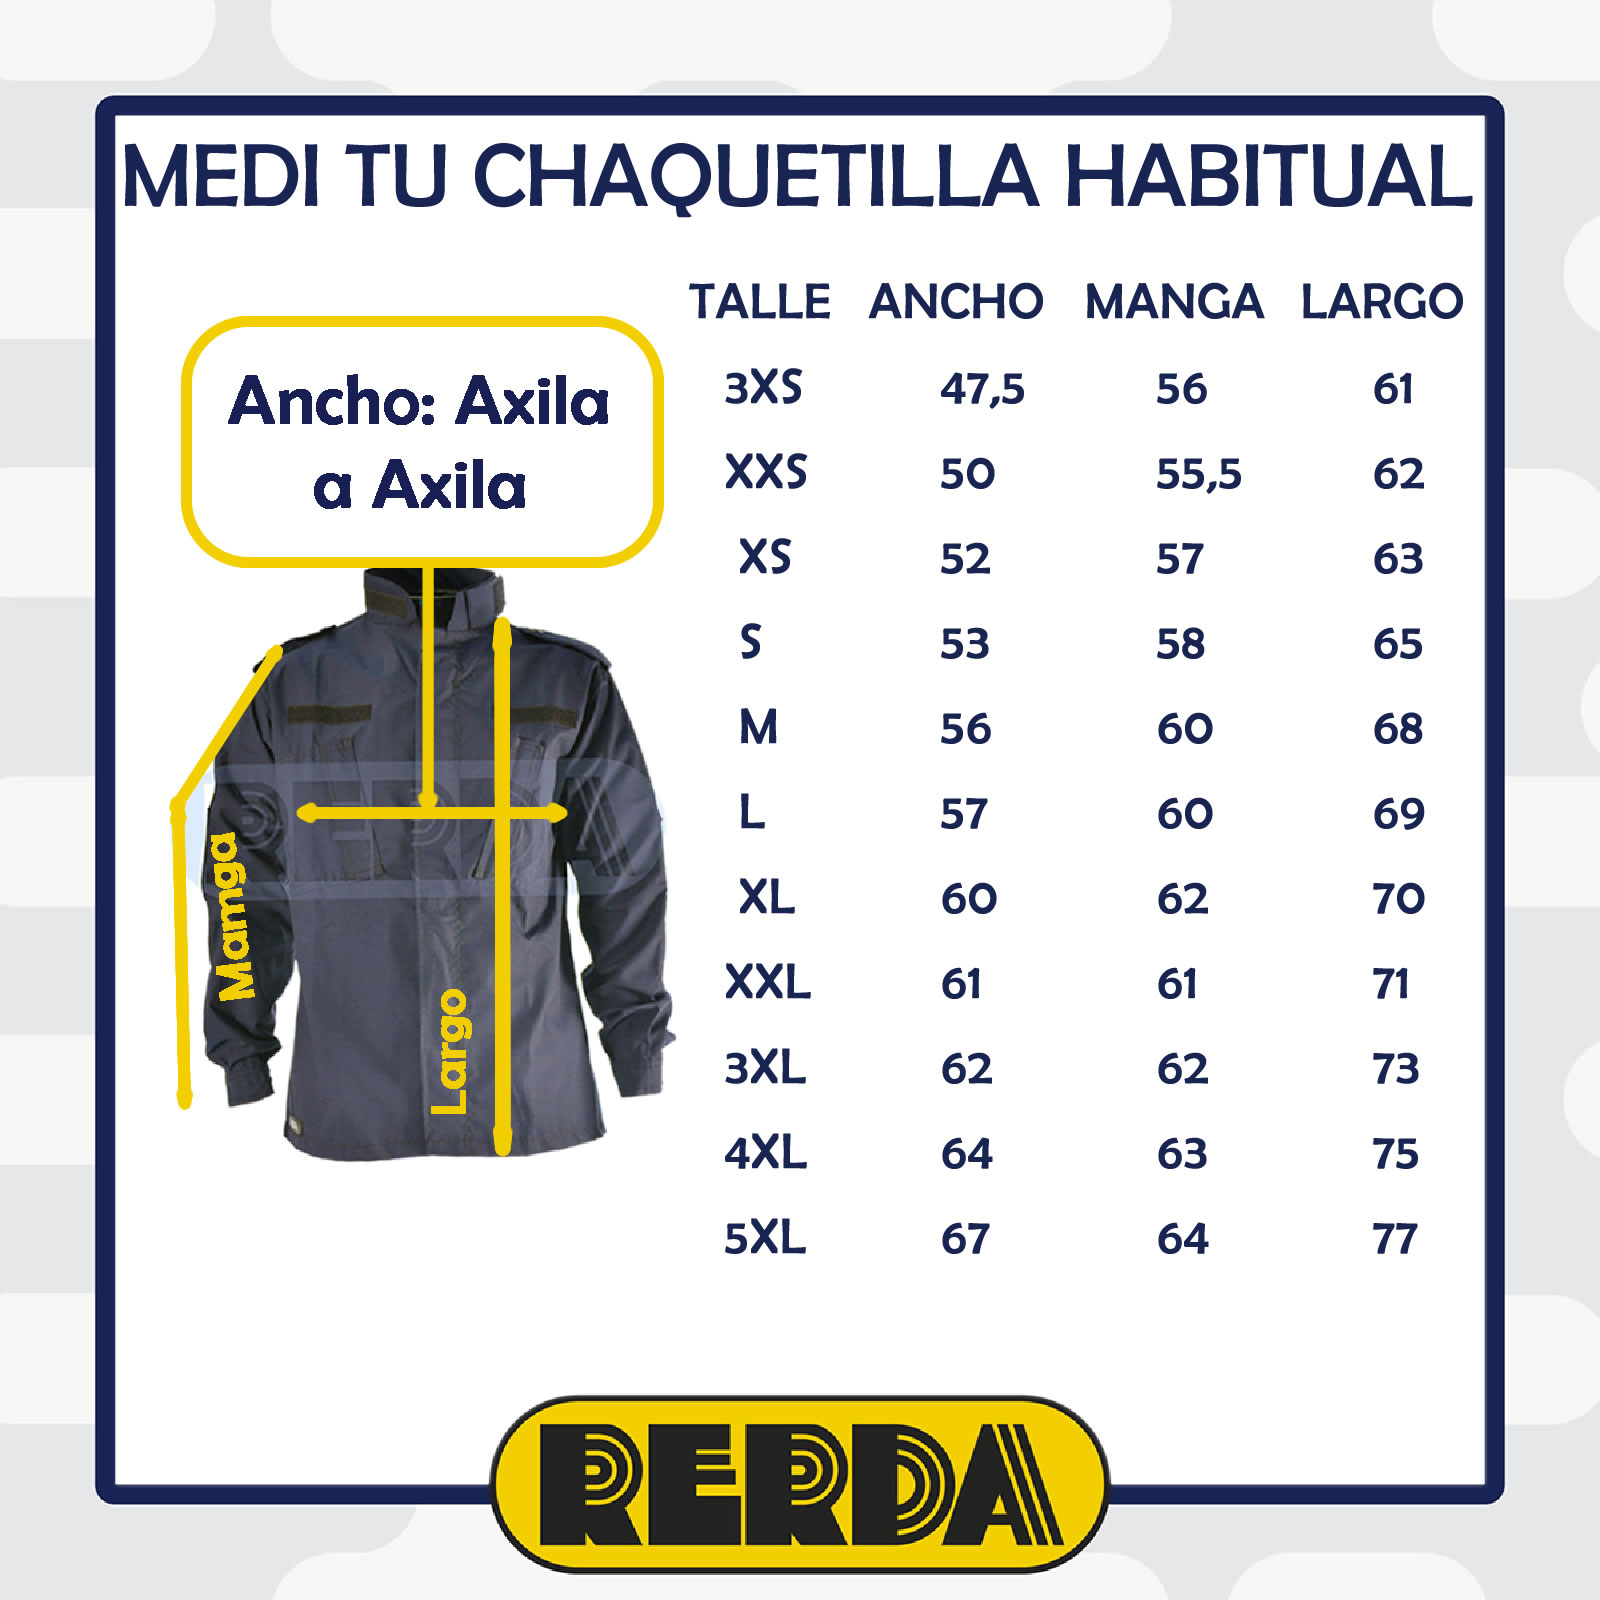 MEDI TU CHAQUETILLA HABITUAL
TALLE ANCHO MANGA LARGO
3XS 47,5 56 61
XXS 50 55,5 62
XS 52 57 63
S 53 58 65
M 56 60 68
L 57 60 69
XL 60 62 70
XXL 61 61 71
3XL 62 62 73
4XL 64 63 75
5XL 67 64 77
Ancho: Axila
a Axila
RERDA
Mamga
Largo
RERDA